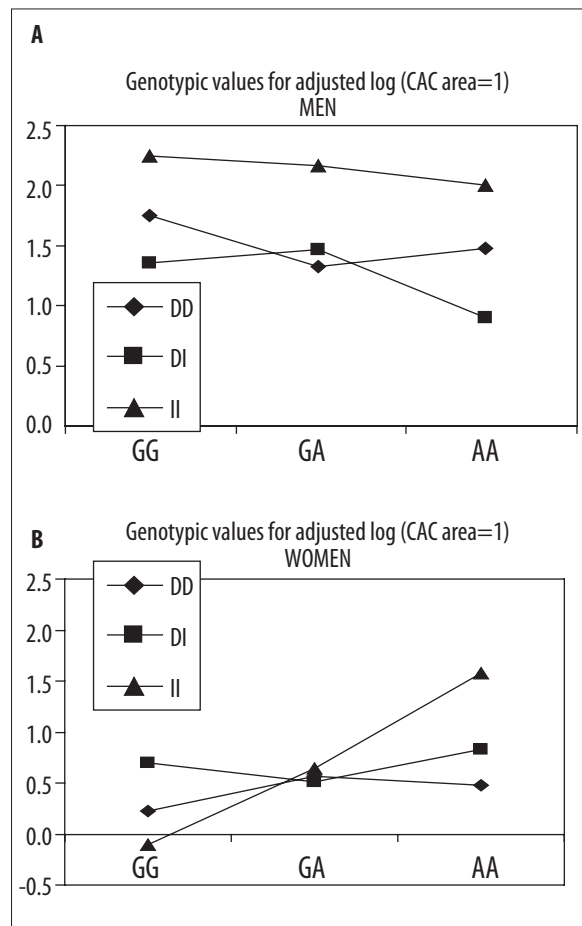 A
Genotypic values for adjusted log (CAC area=1)
MEN
2.5
2.0
1.5
1.0
0.5
0.0
DD
DI
II
GG GA AA
B
Genotypic values for adjusted log (CAC area=1)
WOMEN
2.5
2.0
1.5
1.0
0.5
0.0
-0.5
DD
DI
II
GG GA AA